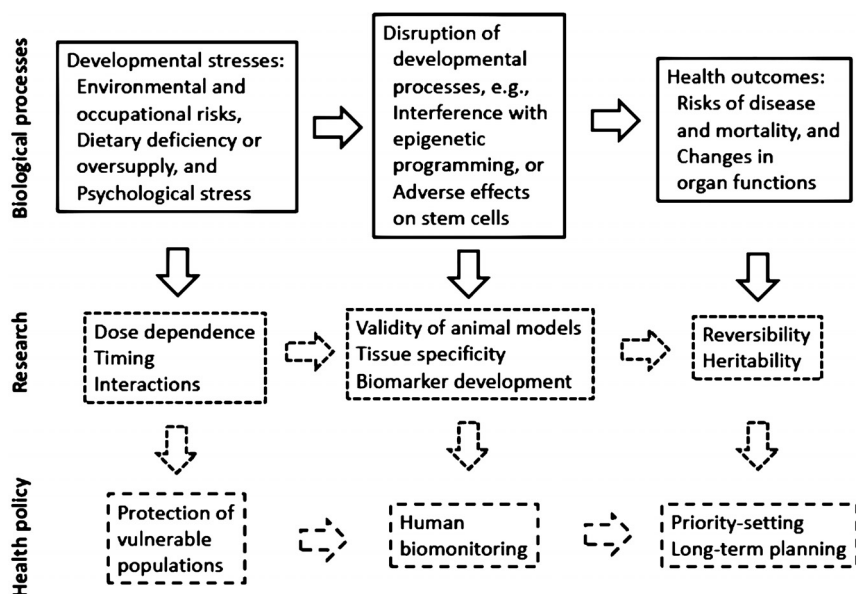 Biological processes
Developmental stresses:
Environmental and
occupational risks,
Dietary deficiency or
oversupply, and
Psychological stress
Disruption of
developmental
processes, e.g.,
Interference with
epigenetic
programming, or
Adverse effects
on stem cells
Health outcomes:
Risks of disease
and mortality, and
Changes in
organ functions
Research
Dose dependence
Timing
Interactions
Validity of animal models
Tissue specificity
Biomarker development
Reversibility
Heritability
Health policy
Protection of
vulnerable
populations
Human
biomonitoring
Priority-setting
Long-term planning